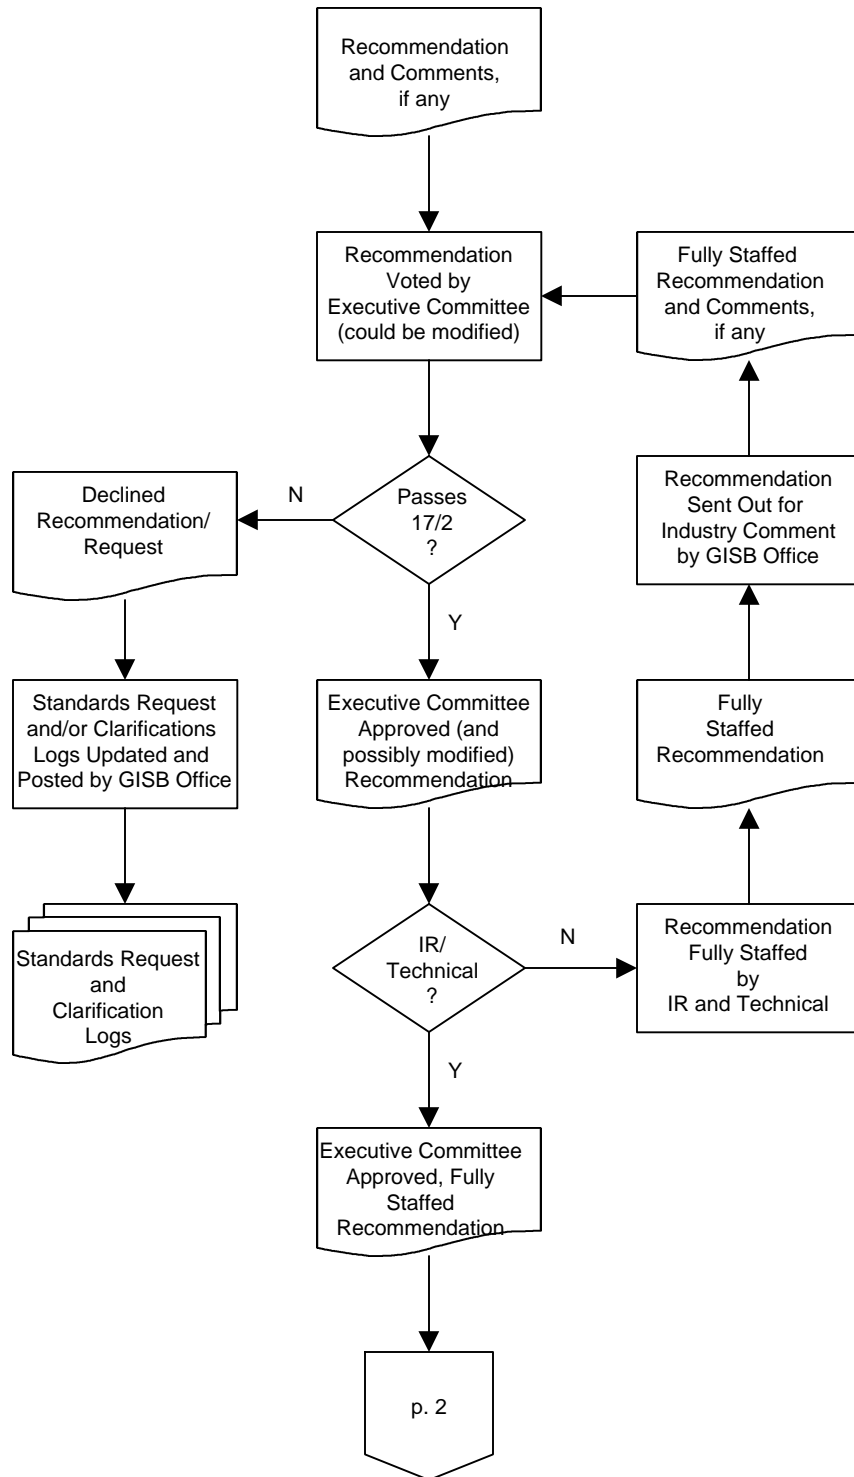 Recommendation
and Comments,
if any
Recommendation
Voted by
Executive Committee
(could be modified)
Fully Staffed
Recommendation
and Comments,
if any
Passes
17/2
?
N
Y
Declined
Recommendation/
Request
Recommendation
Sent Out for
Industry Comment
by GISB Office
Standards Request
and/or Clarifications
Logs Updated and
Posted by GISB Office
Executive Committee
Approved (and
possibly modified)
Recommendation
Fully
Staffed
Recommendation
Standards Request
and
Clarification
Logs
IR/
Technical
?
N
Y
Recommendation
Fully Staffed
by
IR and Technical
Executive Committee
Approved, Fully
Staffed
Recommendation
p. 2